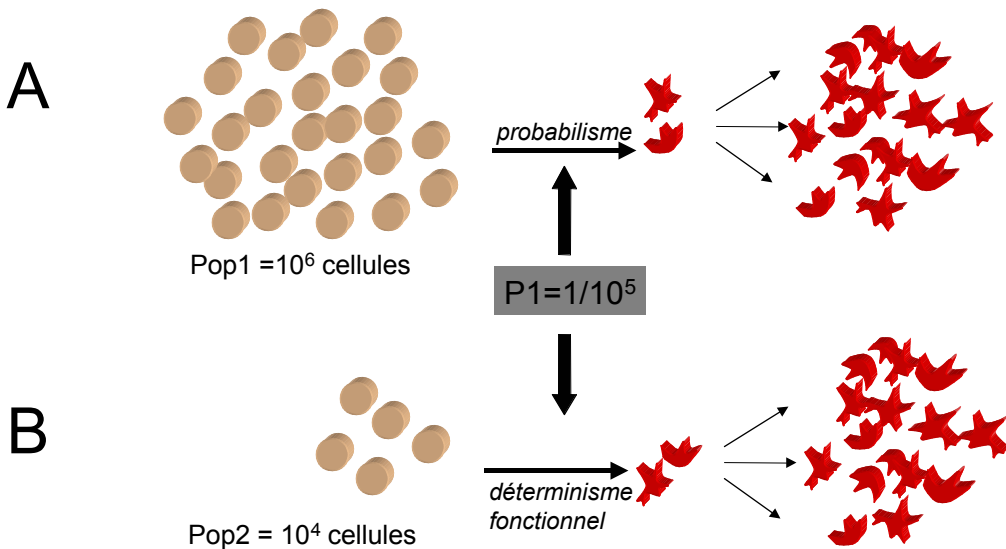 A
probabilisme
Pop1 =10⁶ cellules
P1=1/10⁵
B
déterminisme
fonctionnel
Pop2 = 10⁴ cellules